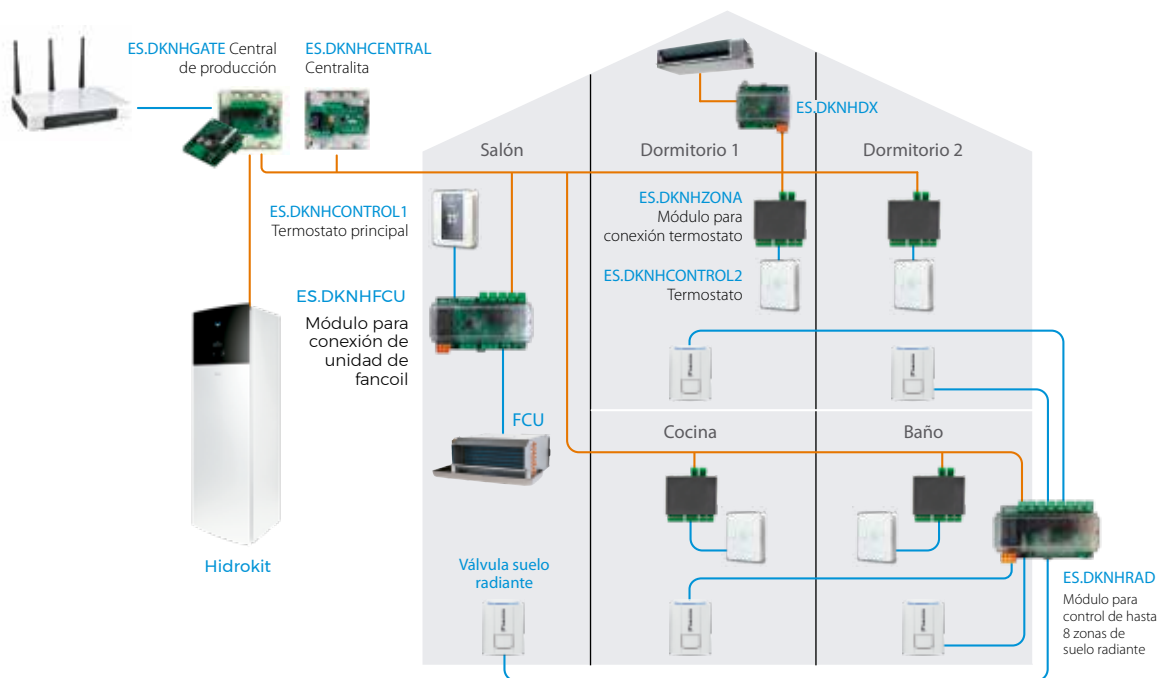 ES.DKNHGATE Central
de producción
ES.DKNHCENTRAL
Centralita
ES.DKNHDX
Salón
Dormitorio 1
Dormitorio 2
ES.DKNHCONTROL1
Termostato principal
ES.DKNHZONA
Módulo para
conexión termostato
ES.DKNHCONTROL2
Termostato
ES.DKNHFCU
Módulo para
conexión de
unidad de
fancoil
FCU
Cocina
Baño
Hidrokit
Válvula suelo
radiante
ES.DKNHRAD
Módulo para
control de hasta
8 zonas de
suelo radiante